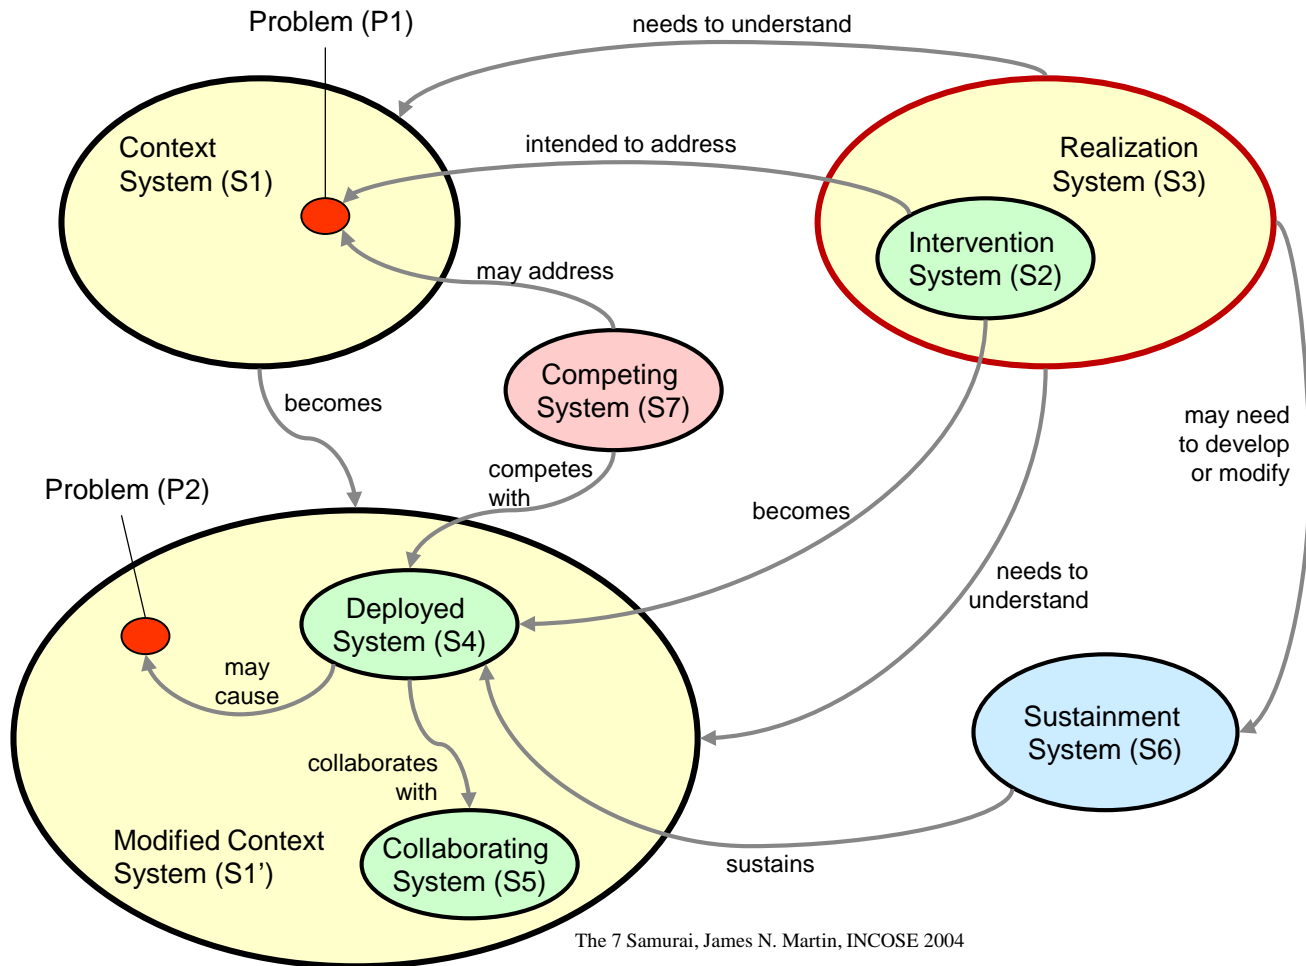 Problem (P1)
needs to understand
Context
System (S1)
intended to address
Realization
System (S3)
Intervention
System (S2)
may address
Competing
System (S7)
becomes
may need
to develop
or modify
competes
with
Problem (P2)
becomes
needs to
understand
Deployed
System (S4)
may
cause
Sustainment
System (S6)
collaborates
with
Modified Context
System (S1’)
Collaborating
System (S5)
sustains
The 7 Samurai, James N. Martin, INCOSE 2004